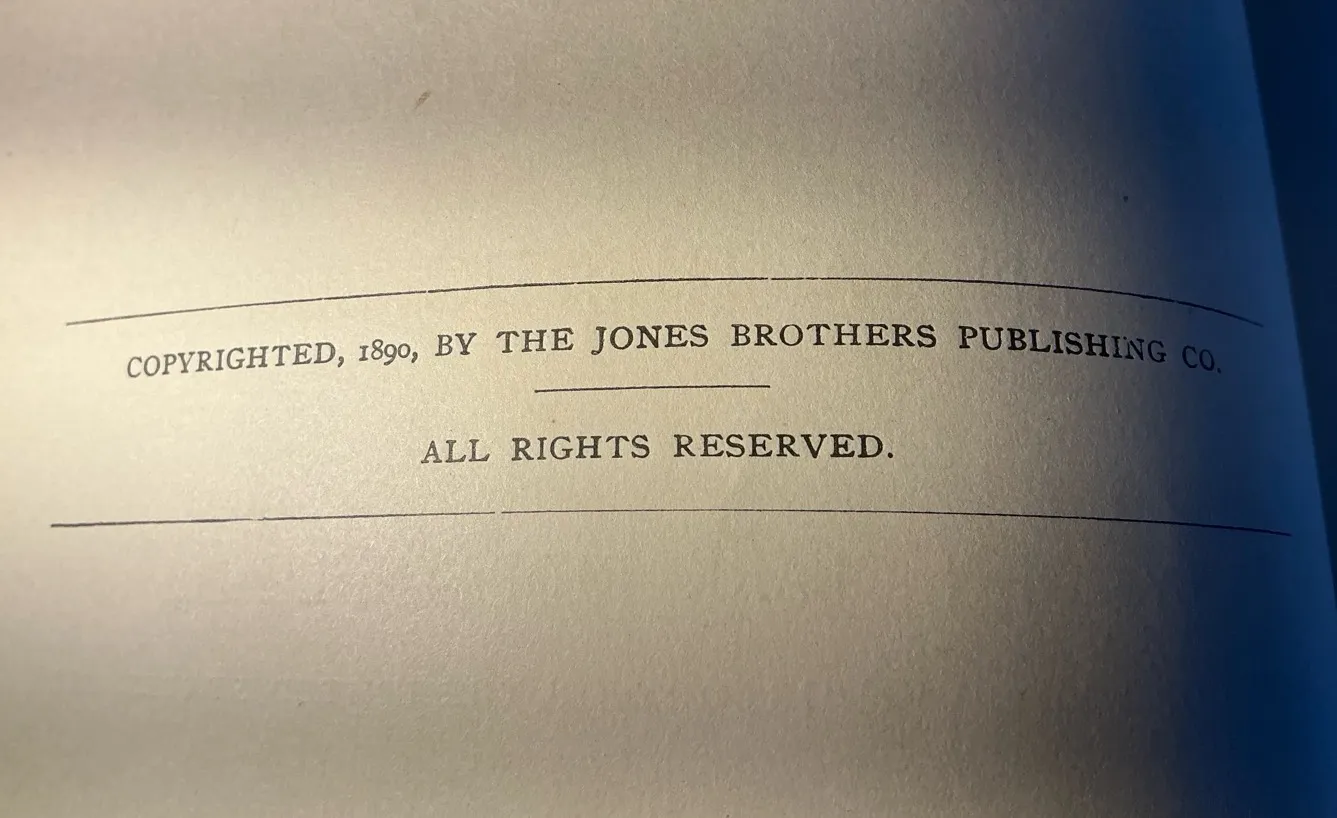 COPYRIGHTED, 1890, BY THE JONES BROTHERS PUBLISHING CO.
ALL RIGHTS RESERVED.